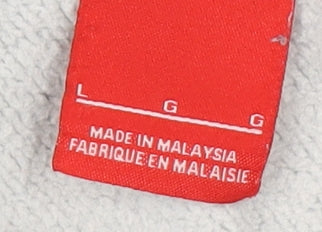 L G G
MADE IN MALAYSIA
FABRIQUE EN MALAISIE